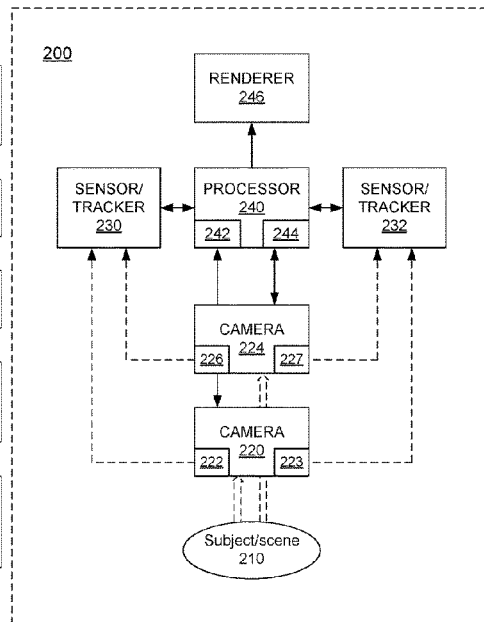 200
RENDERER
246
SENSOR/
TRACKER
230
PROCESSOR
240
242 244
SENSOR/
TRACKER
232
CAMERA
224
226 227
CAMERA
220
222 223
Subject/scene
210